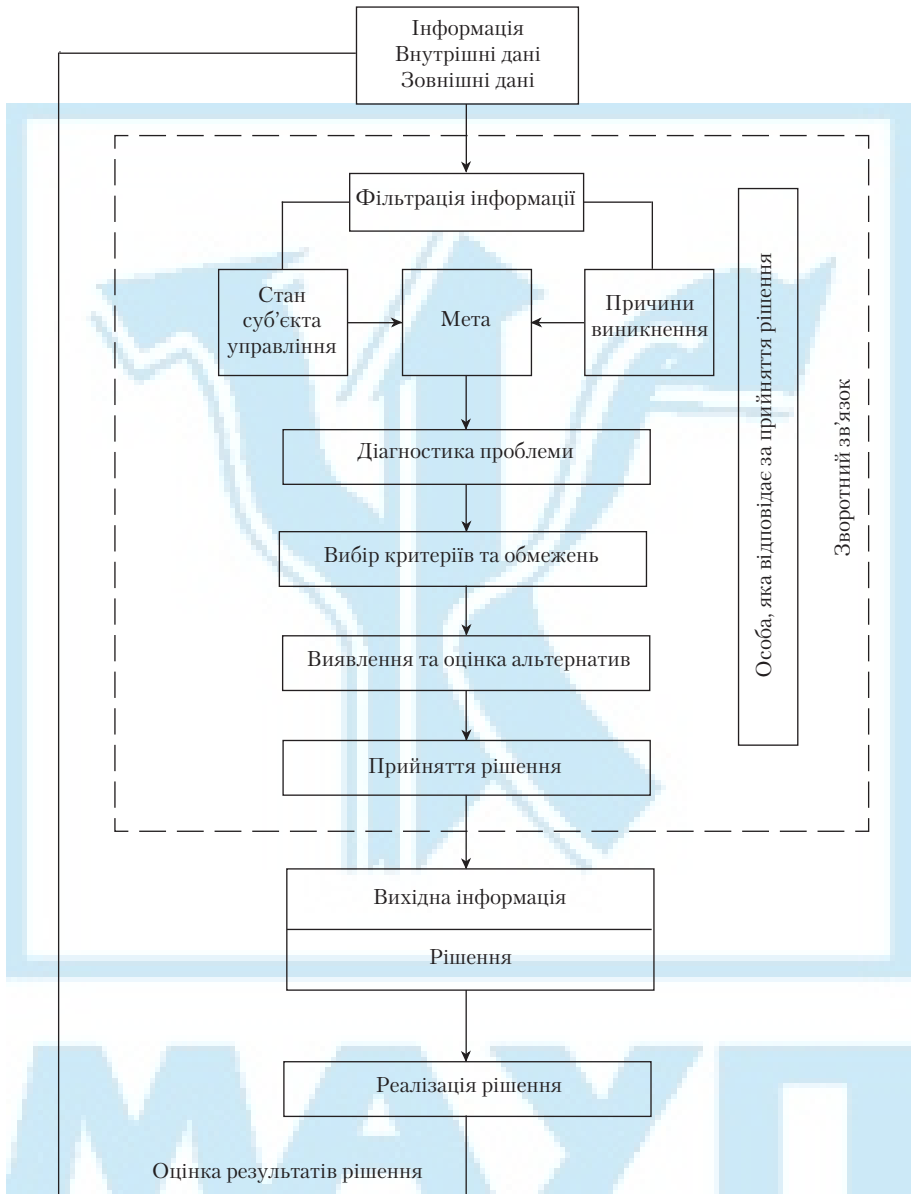 Інформація
Внутрішні дані
Зовнішні дані
Фільтрація інформації
Стан
суб’єкта
управління
Мета
Причини
виникнення
Діагностика проблеми
Вибір критеріїв та обмежень
Виявлення та оцінка альтернатив
Прийняття рішення
Особа, яка відповідає за прийняття рішення
Зворотний зв’язок
Вихідна інформація
Рішення
Реалізація рішення
Оцінка результатів рішення
МАУП